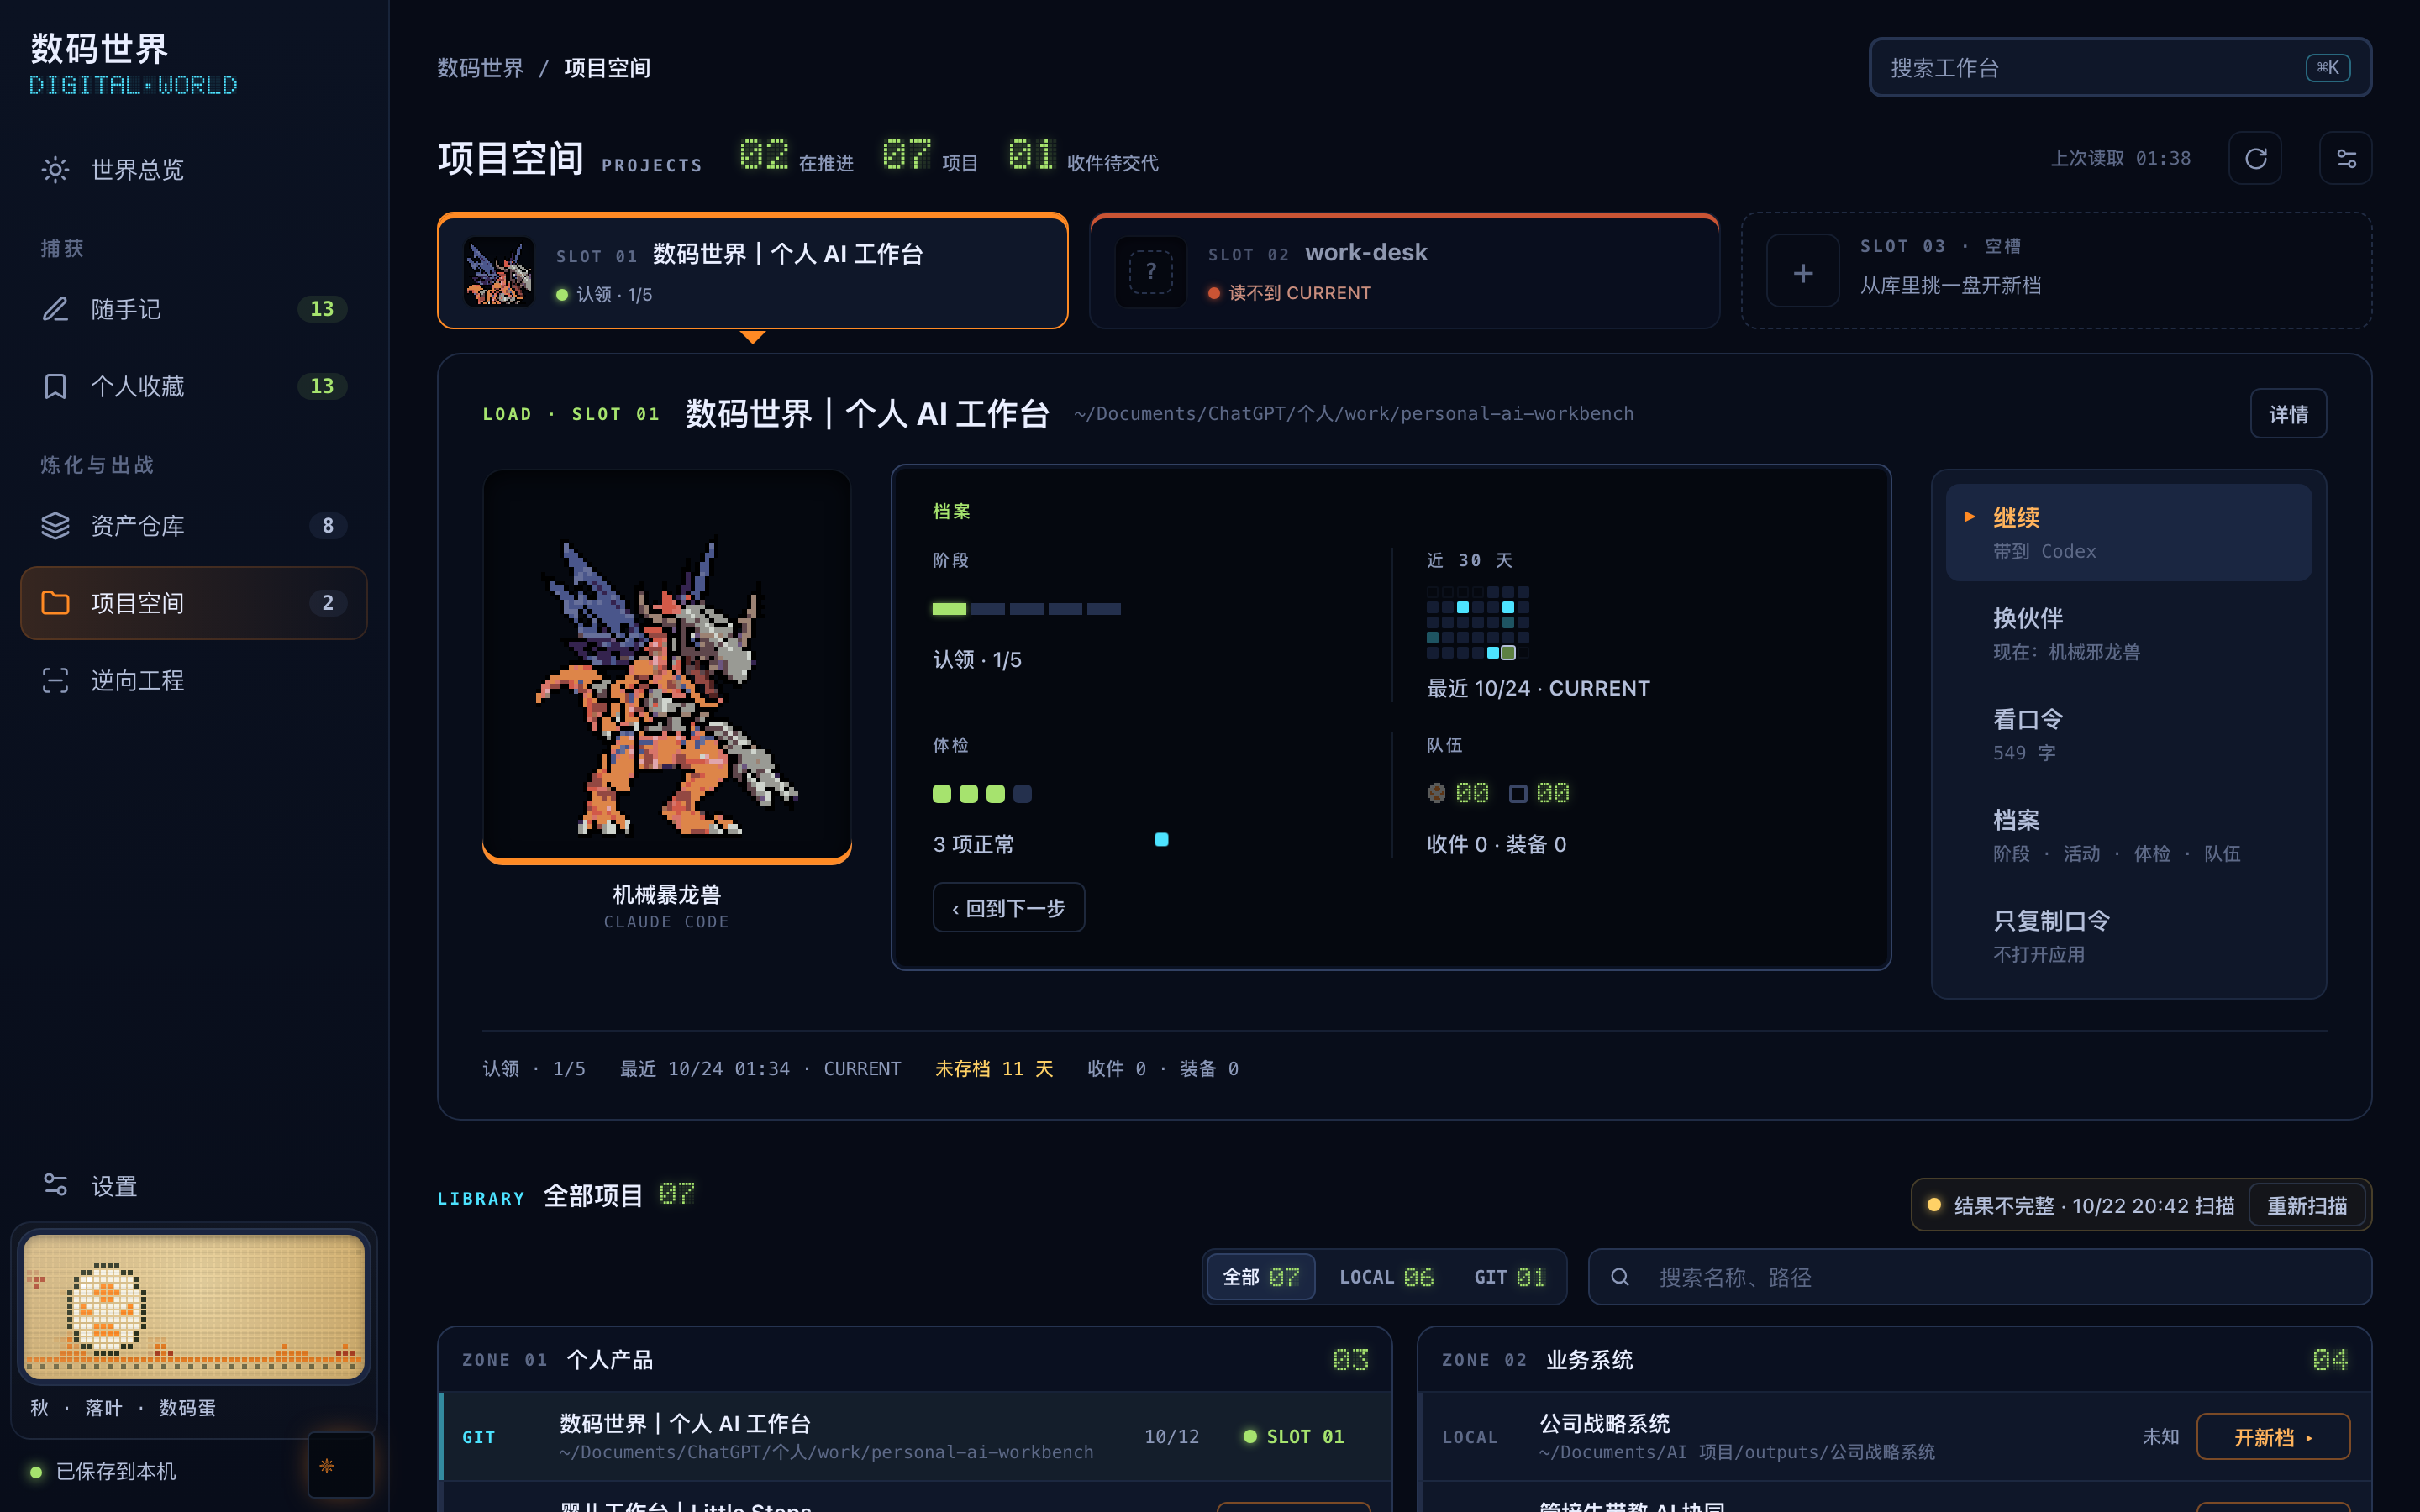 数码世界
DIGITAL·WORLD
世界总览
捕获
随手记 13
个人收藏 13
炼化与出战
资产仓库 8
项目空间 2
逆向工程
设置
秋 · 落叶 · 数码蛋
已保存到本机
数码世界 / 项目空间
搜索工作台 ⌘K
项目空间 PROJECTS 02 在推进 07 项目 01 收件待交代
上次读取 01:38
SLOT 01 数码世界｜个人 AI 工作台
认领 · 1/5
SLOT 02 work-desk
读不到 CURRENT
?
SLOT 03 · 空槽
从库里挑一盘开新档
LOAD · SLOT 01 数码世界｜个人 AI 工作台 ~/Documents/ChatGPT/个人/work/personal-ai-workbench
详情
机械暴龙兽
CLAUDE CODE
档案
阶段
认领 · 1/5
近 30 天
最近 10/24 · CURRENT
体检
3 项正常
队伍
00 00
收件 0 · 装备 0
‹ 回到下一步
▸ 继续
带到 Codex
换伙伴
现在: 机械邪龙兽
看口令
549 字
档案
阶段 · 活动 · 体检 · 队伍
只复制口令
不打开应用
认领 · 1/5 最近 10/24 01:34 · CURRENT 未存档 11 天 收件 0 · 装备 0
LIBRARY 全部项目 07
结果不完整 · 10/22 20:42 扫描 重新扫描
全部 07 LOCAL 06 GIT 01
搜索名称、路径
ZONE 01 个人产品 03
GIT 数码世界｜个人 AI 工作台
~/Documents/ChatGPT/个人/work/personal-ai-workbench
10/12 SLOT 01
婴儿工作台｜Little Steps
ZONE 02 业务系统 04
LOCAL 公司战略系统
~/Documents/AI 项目/outputs/公司战略系统
未知 开新档 ▸